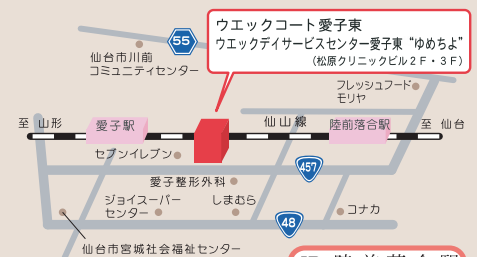 ウエックコート愛子東
ウエックデイサービスセンター愛子東“ゆめちよ”
(松原クリニックビル2F・3F)
55
仙台市川前
コミュニティセンター
フレッシュフード
モリヤ
至 山形
愛子駅
仙山線
陸前落合駅
至 仙台
セブンイレブン
457
愛子整形外科
ジョイスーパー
センター
しまむら
コナカ
48
仙台市宮城社会福祉センター